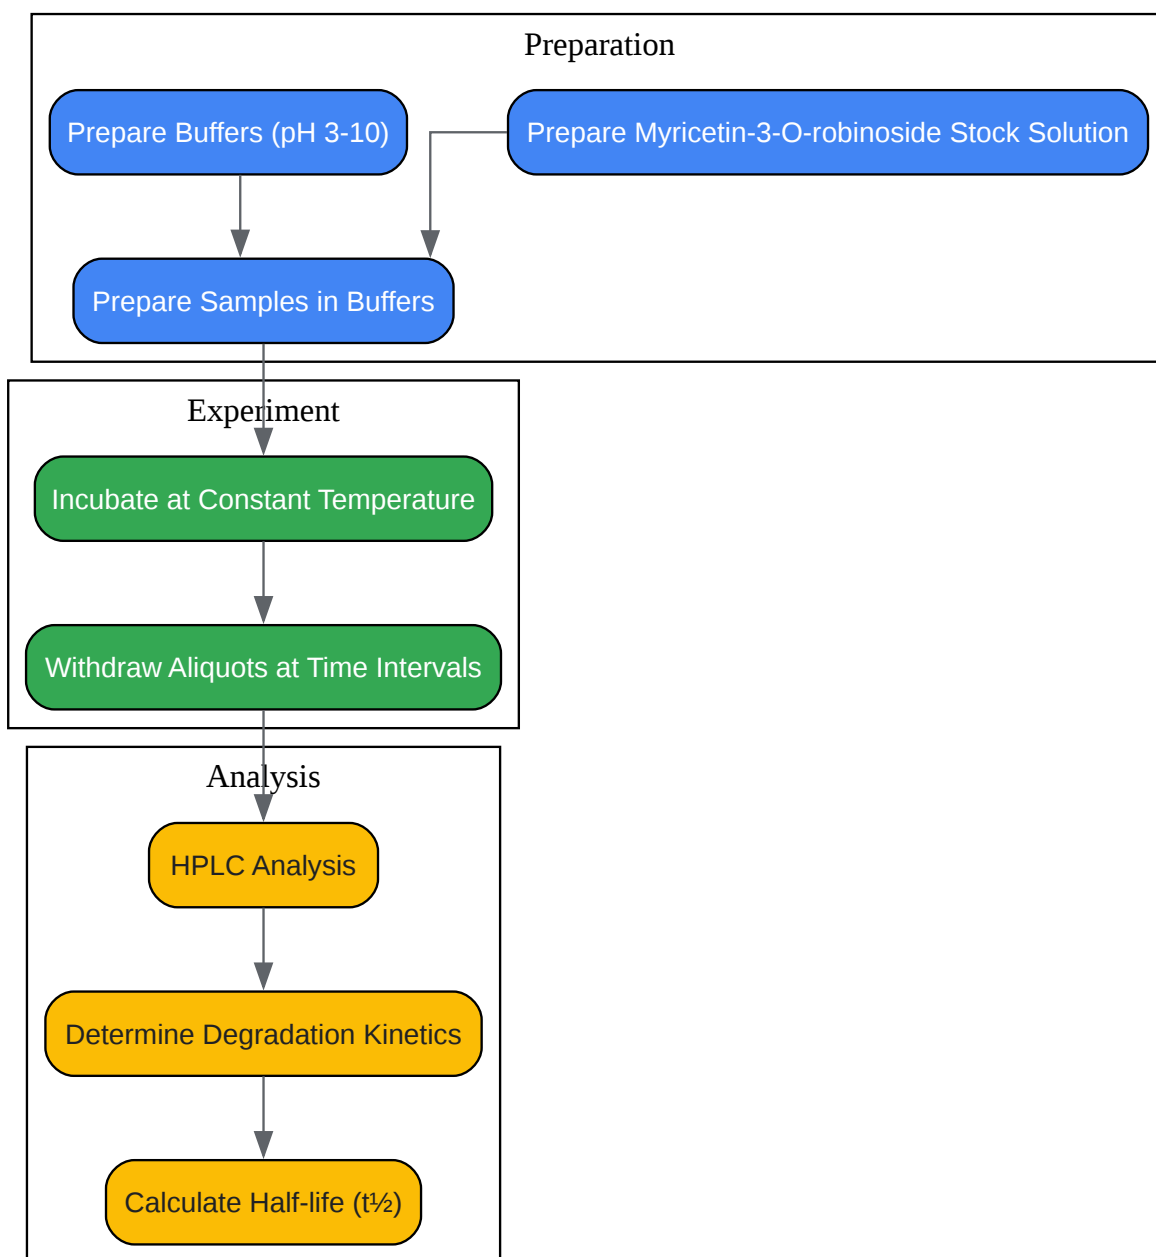 Preparation
Prepare Buffers (pH 3-10)
Prepare Myricetin-3-O-robinoside Stock Solution
Prepare Samples in Buffers
Experiment
Incubate at Constant Temperature
Withdraw Aliquots at Time Intervals
Analysis
HPLC Analysis
Determine Degradation Kinetics
Calculate Half-life (t½)